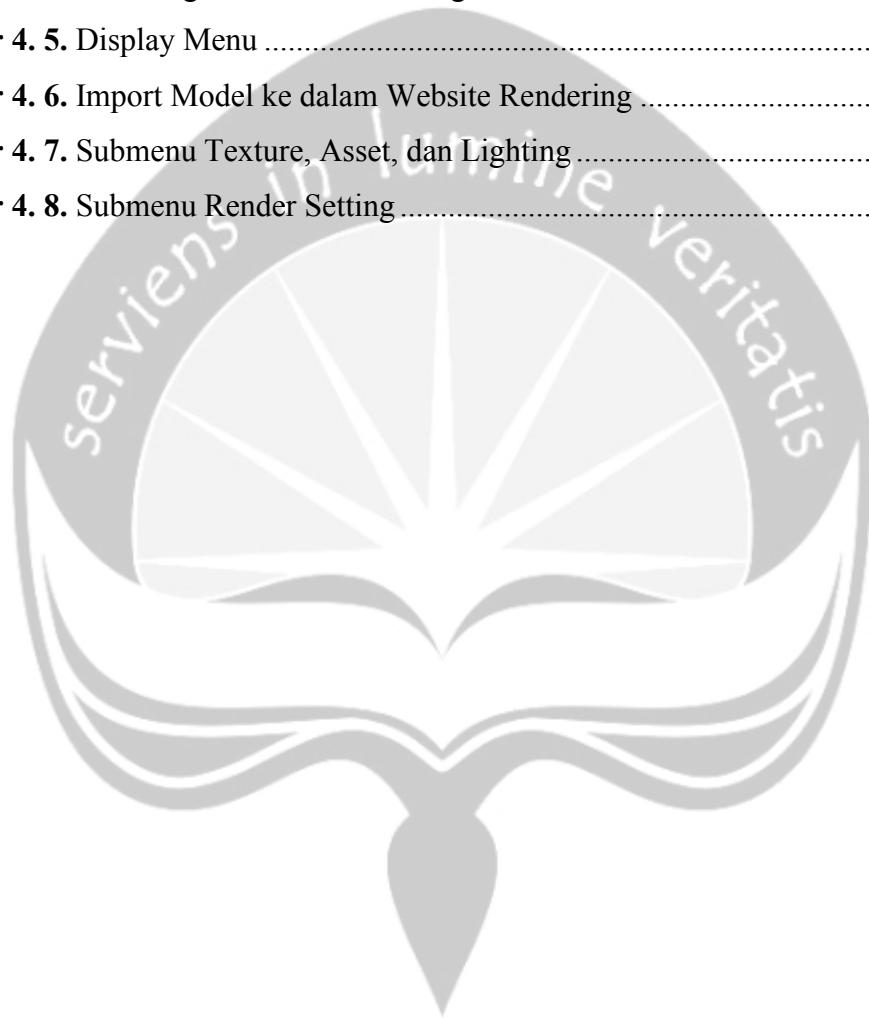 4. 5. Display Menu ........................................................................
4. 6. Import Model ke dalam Website Rendering ............................
4. 7. Submenu Texture, Asset, dan Lighting ....................................
4. 8. Submenu Render Setting ..........................................................
serviens in lumine veritatis